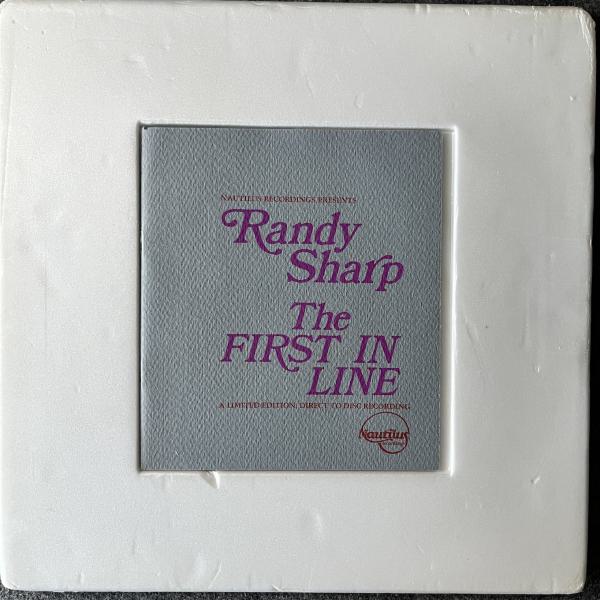 NAUTILUS RECORDINGS PRESENTS
Randy
Sharp
The
FIRST IN
LINE
A LIMITED EDITION, DIRECT TO DISC RECORDING
Nautilus